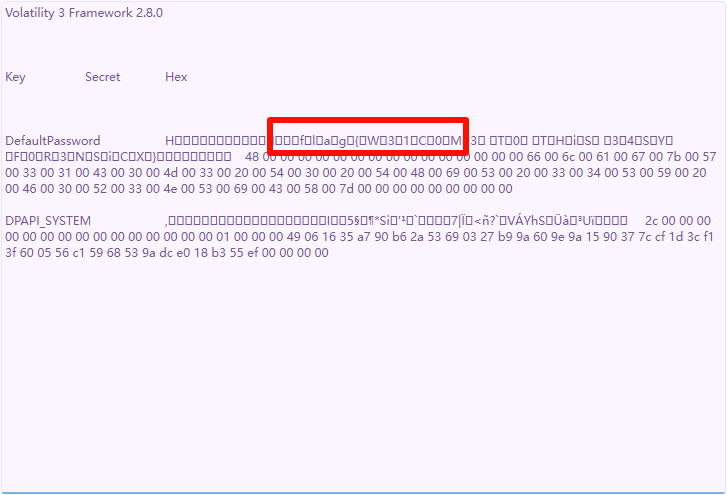 Volatility 3 Framework 2.8.0
Key Secret Hex
DefaultPassword H□□□□□□□□□□□□□□□f□l□a□g□{□W□3□1□C□0□M□3□ □T□0□ □T□H□i□S□ □3□4□S□Y□
□F□0□R□3□N□S□i□C□X□}□□□□□□□□□ 48 00 00 00 00 00 00 00 00 00 00 00 00 00 00 00 66 00 6c 00 61 00 67 00 7b 00 57
00 33 00 31 00 43 00 30 00 4d 00 33 00 20 00 54 00 30 00 20 00 54 00 48 00 69 00 53 00 20 00 33 00 34 00 53 00 59 00 20
00 46 00 30 00 52 00 33 00 4e 00 53 00 69 00 43 00 58 00 7d 00 00 00 00 00 00 00 00 00
DPAPI_SYSTEM ,□□□□□□□□□□□□□□□□□□□I□□5§□¶*Si□'¹□`□□□□7|Ï□<ñ?`□VÁYhS□Üà□³Uï□□□□ 2c 00 00 00
00 00 00 00 00 00 00 00 00 00 00 00 01 00 00 00 49 06 16 35 a7 90 b6 2a 53 69 03 27 b9 9a 60 9e 9a 15 90 37 7c cf 1d 3c f1
3f 60 05 56 c1 59 68 53 9a dc e0 18 b3 55 ef 00 00 00 00